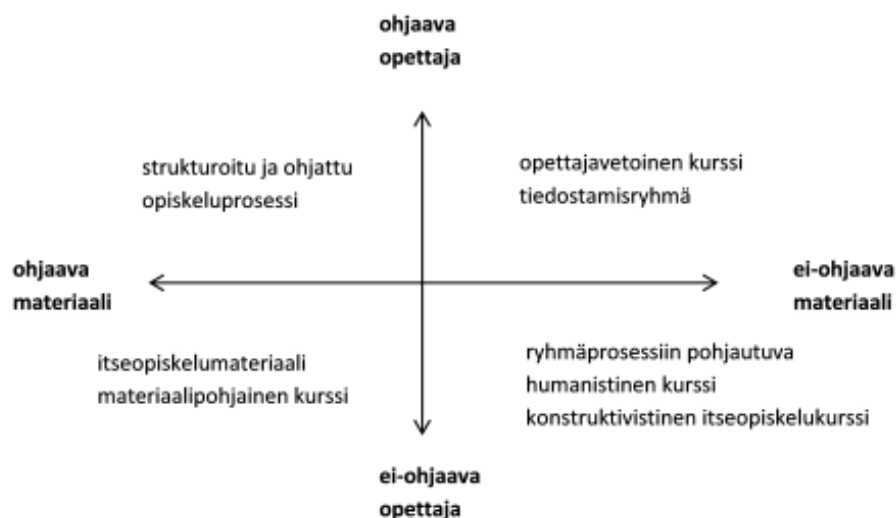 ohjaava
opettaja
strukturoitu ja ohjattu
opiskeluprosessi
opettajavetoinen kurssi
tiedostamisryhmä
ohjaava
materiaali
ei-ohjaava
materiaali
itseopiskelumateriaali
materiaalipohjainen kurssi
ryhmäprosessiin pohjautuva
humanistinen kurssi
konstruktivistinen itseopiskelukurssi
ei-ohjaava
opettaja